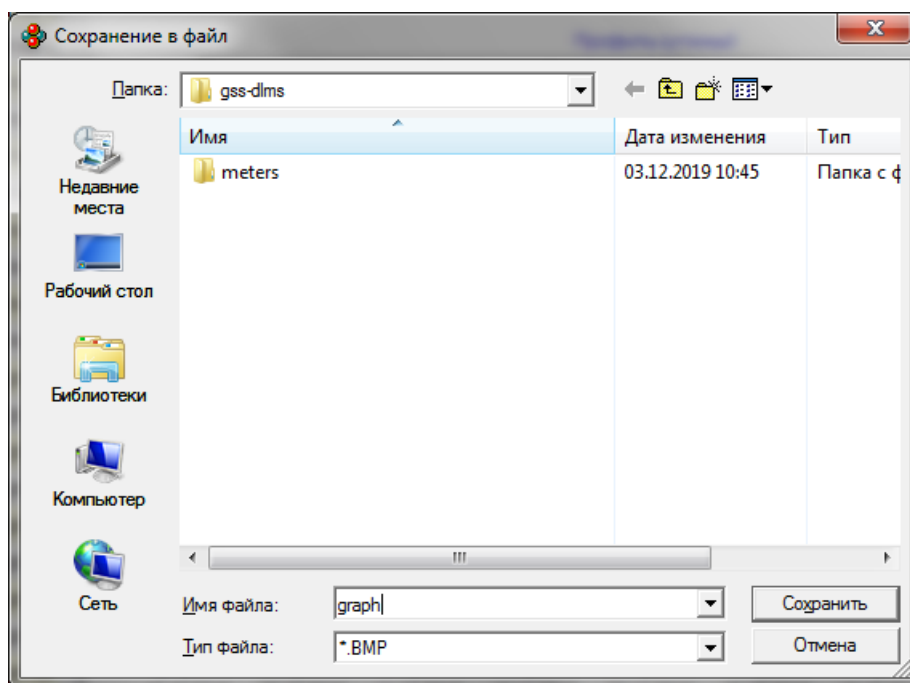 Сохранение в файл
Папка:
gss-dlms
Имя
Дата изменения
Тип
meters
03.12.2019 10:45
Папка с ф
Недавние
места
Рабочий стол
Библиотеки
Компьютер
Сеть
Имя файла:
graph
Сохранить
Тип файла:
*.BMP
Отмена